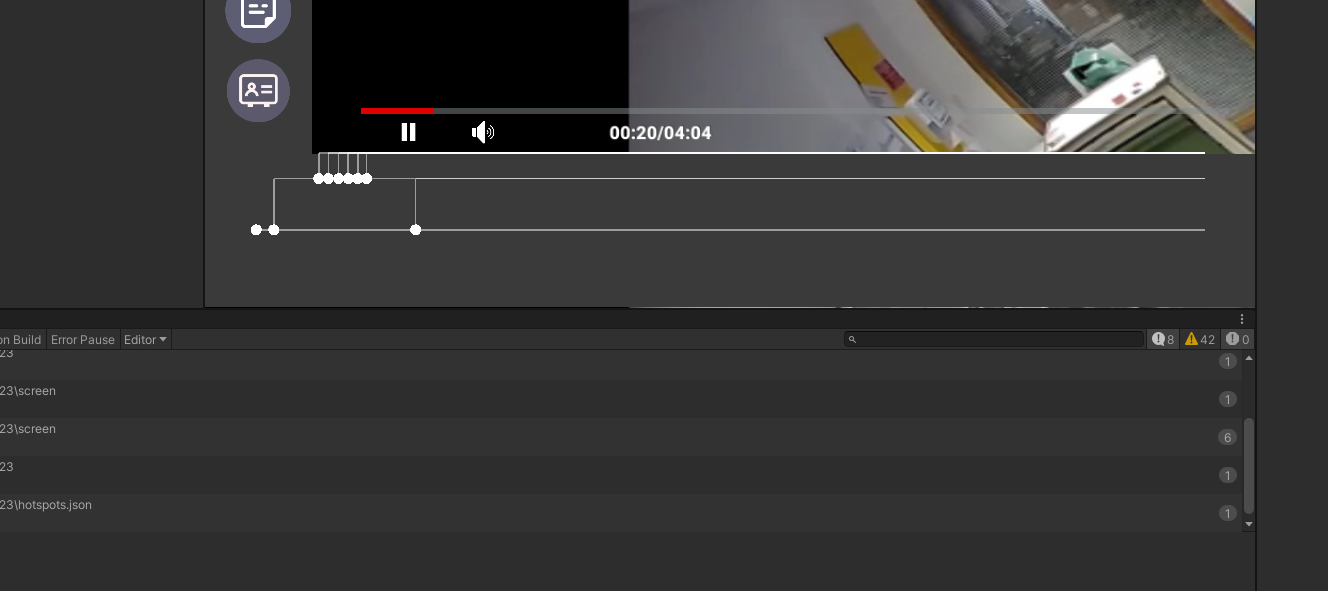 00:20/04:04
on Build Error Pause Editor 8 42 0
23 1
23\screen 1
23\screen 6
23 1
23\hotspots.json 1